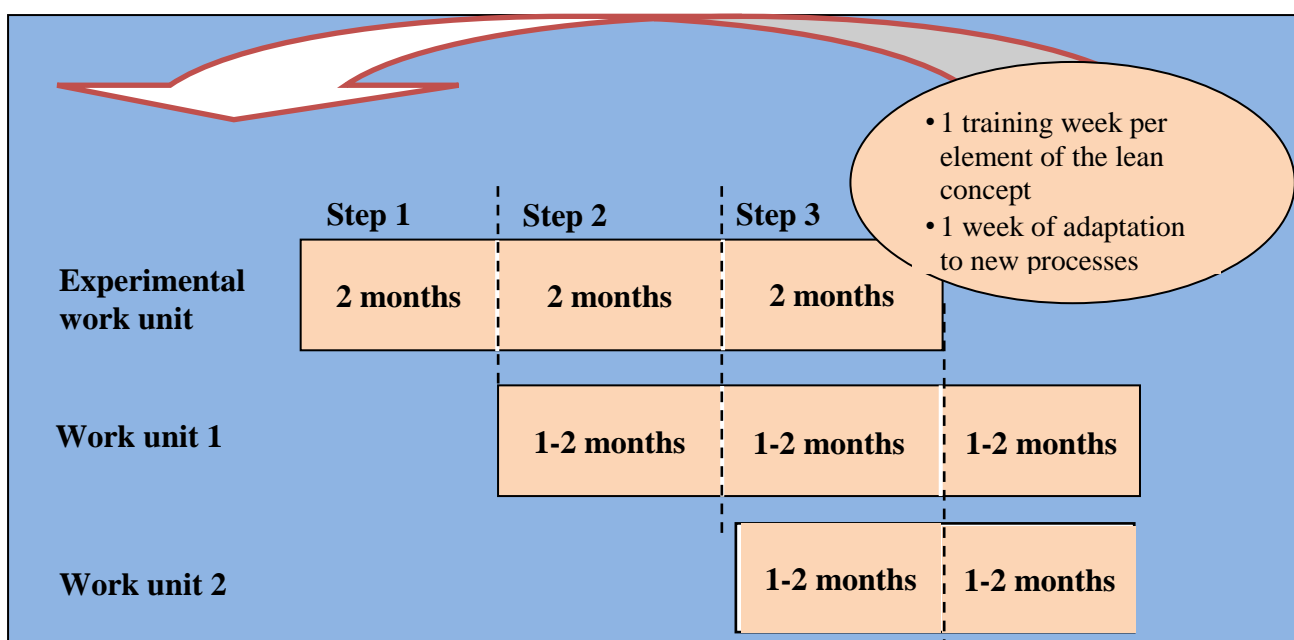 • 1 training week per
element of the lean
concept
• 1 week of adaptation
to new processes
Step 1 Step 2 Step 3
Experimental
work unit
2 months 2 months 2 months
Work unit 1
1-2 months 1-2 months 1-2 months
Work unit 2
1-2 months 1-2 months